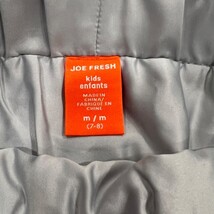 JOE FRESH
kids
enfants
MADE IN
CHINA/
FABRIQUÉ EN
CHINE
m / m
(7-8)